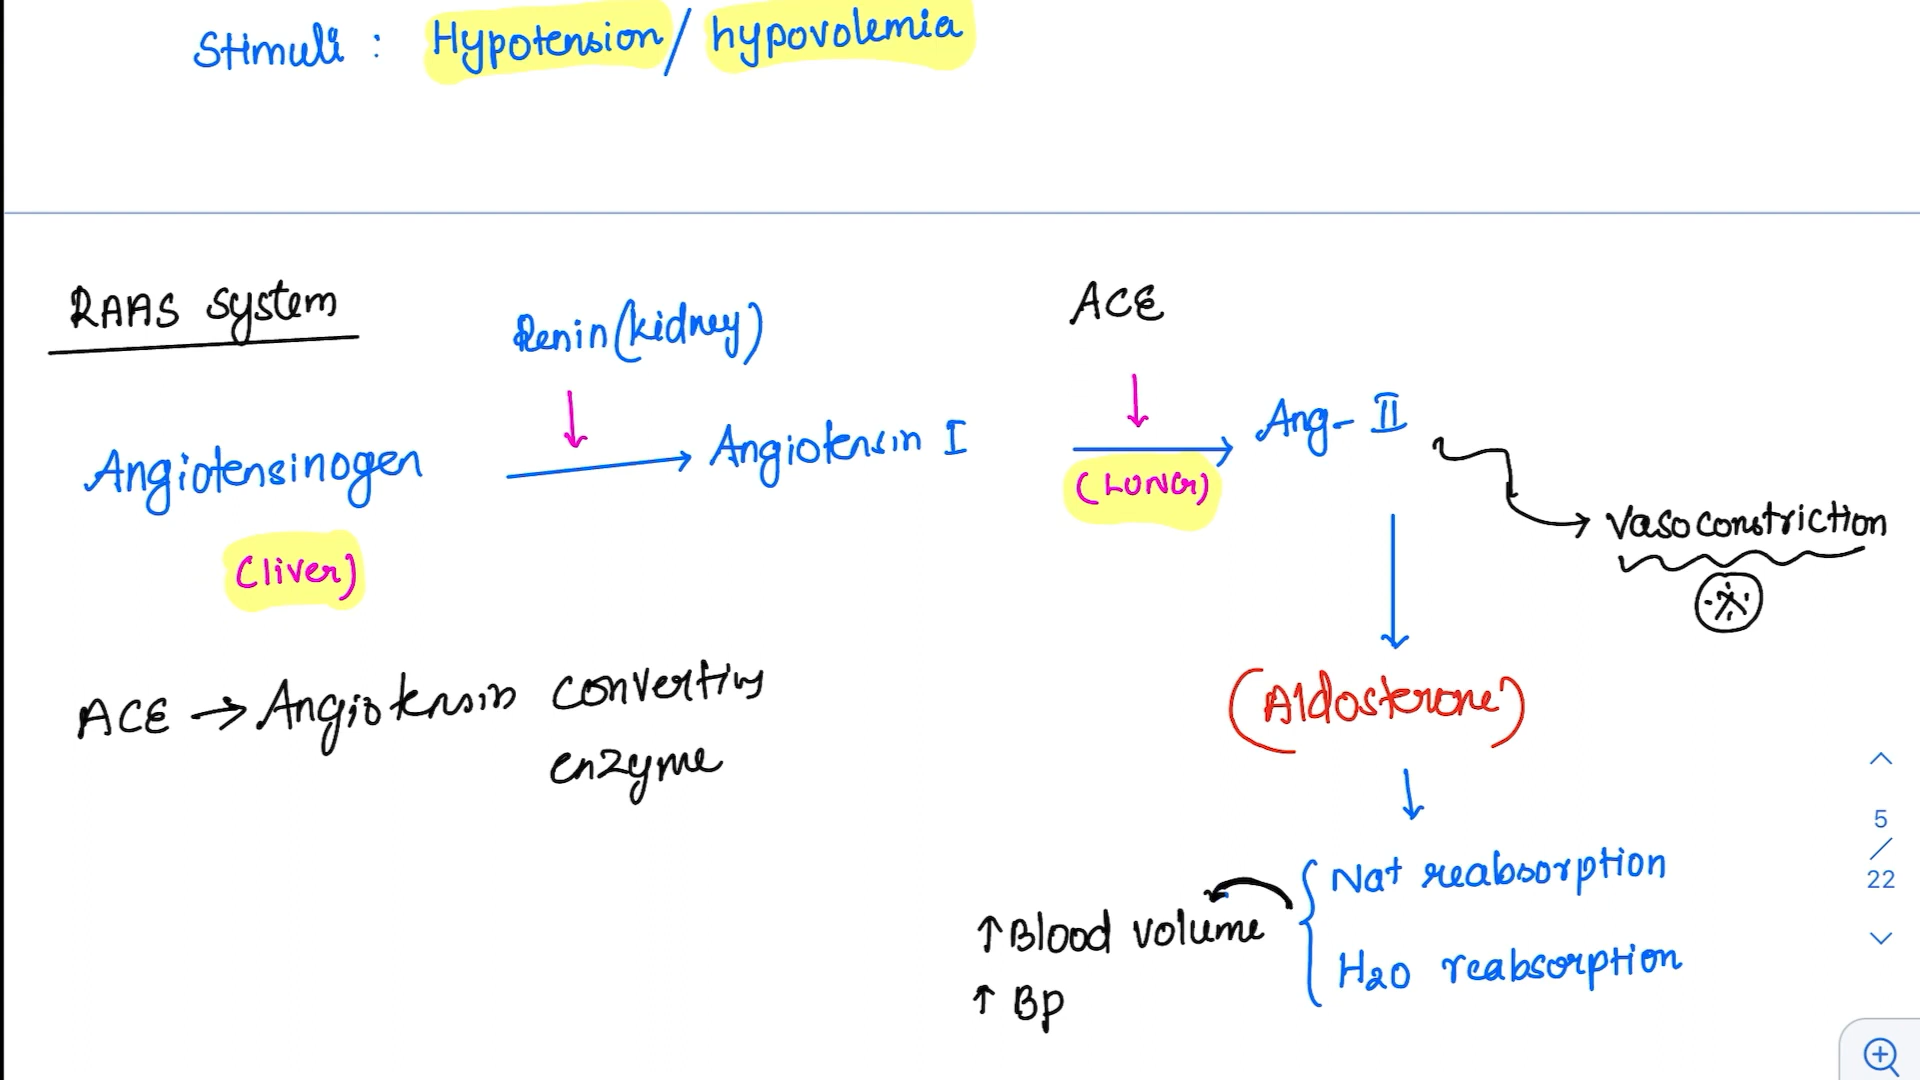 Stimuli : Hypotension / hypovolemia
RAAS system
Renin (kidney)
ACE
Angiotensinogen → Angiotensin I → Ang- II
(liver)
(LUNG)
Vasoconstriction
ACE → Angiotensin converting
enzyme
(Aldosterone)
Na+ reabsorption
H2O reabsorption
↑ Blood volume
↑ Bp
5
/
22